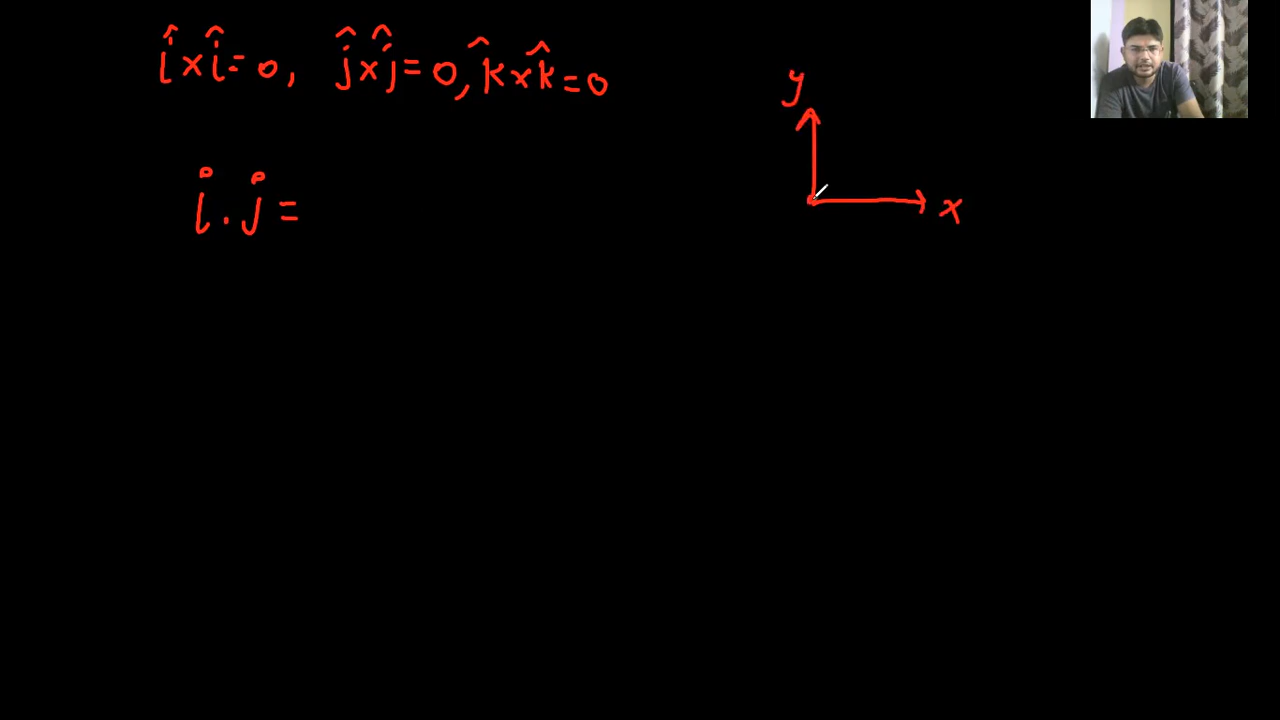 î×î=0, ĵ×ĵ=0, k̂×k̂=0
y
i.j=
x